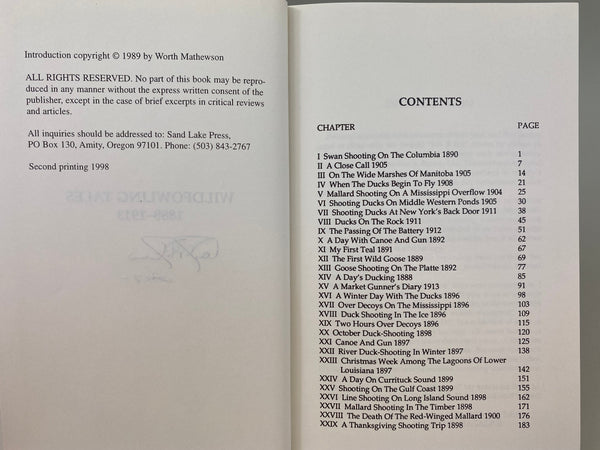 Introduction copyright © 1989 by Worth Mathewson
ALL RIGHTS RESERVED. No part of this book may be repro-
duced in any manner without the express written consent of the
publisher, except in the case of brief excerpts in critical reviews
and articles.
All inquiries should be addressed to: Sand Lake Press,
PO Box 130, Amity, Oregon 97101. Phone: (503) 843-2767
Second printing 1998
WILDFOWLING TALES
1888-1913
CONTENTS
CHAPTER PAGE
I Swan Shooting On The Columbia 1890 1
II A Close Call 1905 7
III On The Wide Marshes Of Manitoba 1905 14
IV When The Ducks Begin To Fly 1908 21
V Mallard Shooting On A Mississippi Overflow 1904 25
VI Shooting Ducks On Middle Western Ponds 1905 30
VII Shooting Ducks At New York's Back Door 1911 38
VIII Ducks On The Rock 1911 45
IX The Passing Of The Battery 1912 51
X A Day With Canoe And Gun 1892 62
XI My First Teal 1891 67
XII The First Wild Goose 1889 69
XIII Goose Shooting On The Platte 1892 77
XIV A Day's Ducking 1888 85
XV A Market Gunner's Diary 1913 91
XVI A Winter Day With The Ducks 1896 98
XVII Over Decoys On The Mississippi 1896 103
XVIII Duck Shooting In The Ice 1896 109
XIX Two Hours Over Decoys 1896 115
XX October Duck-Shooting 1898 120
XXI Canoe And Gun 1897 125
XXII River Duck-Shooting In Winter 1897 138
XXIII Christmas Week Among The Lagoons Of Lower
Louisiana 1897 142
XXIV A Day On Currituck Sound 1899 151
XXV Shooting On The Gulf Coast 1899 155
XXVI Line Shooting On Long Island Sound 1898 162
XXVII Mallard Shooting In The Timber 1898 171
XXVIII The Death Of The Red-Winged Mallard 1900 176
XXIX A Thanksgiving Shooting Trip 1898 183